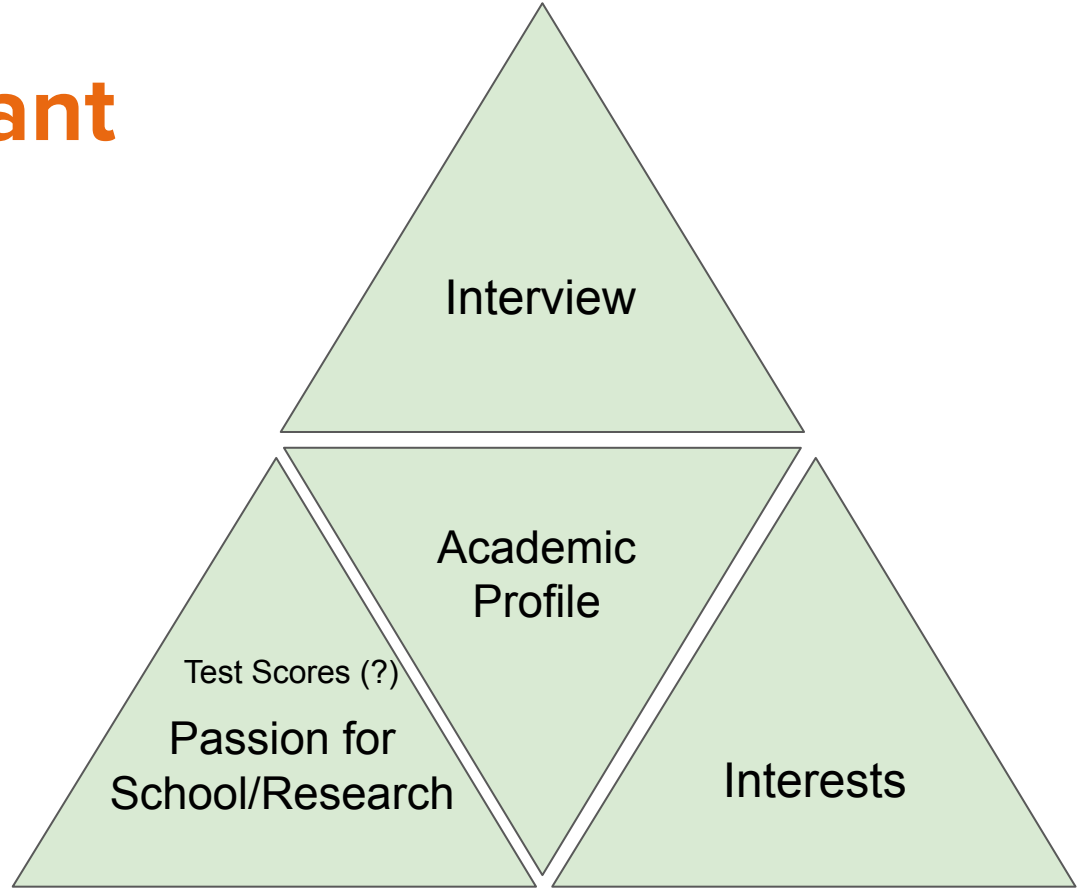 ant
Interview
Academic
Profile
Test Scores (?)
Passion for
School/Research
Interests